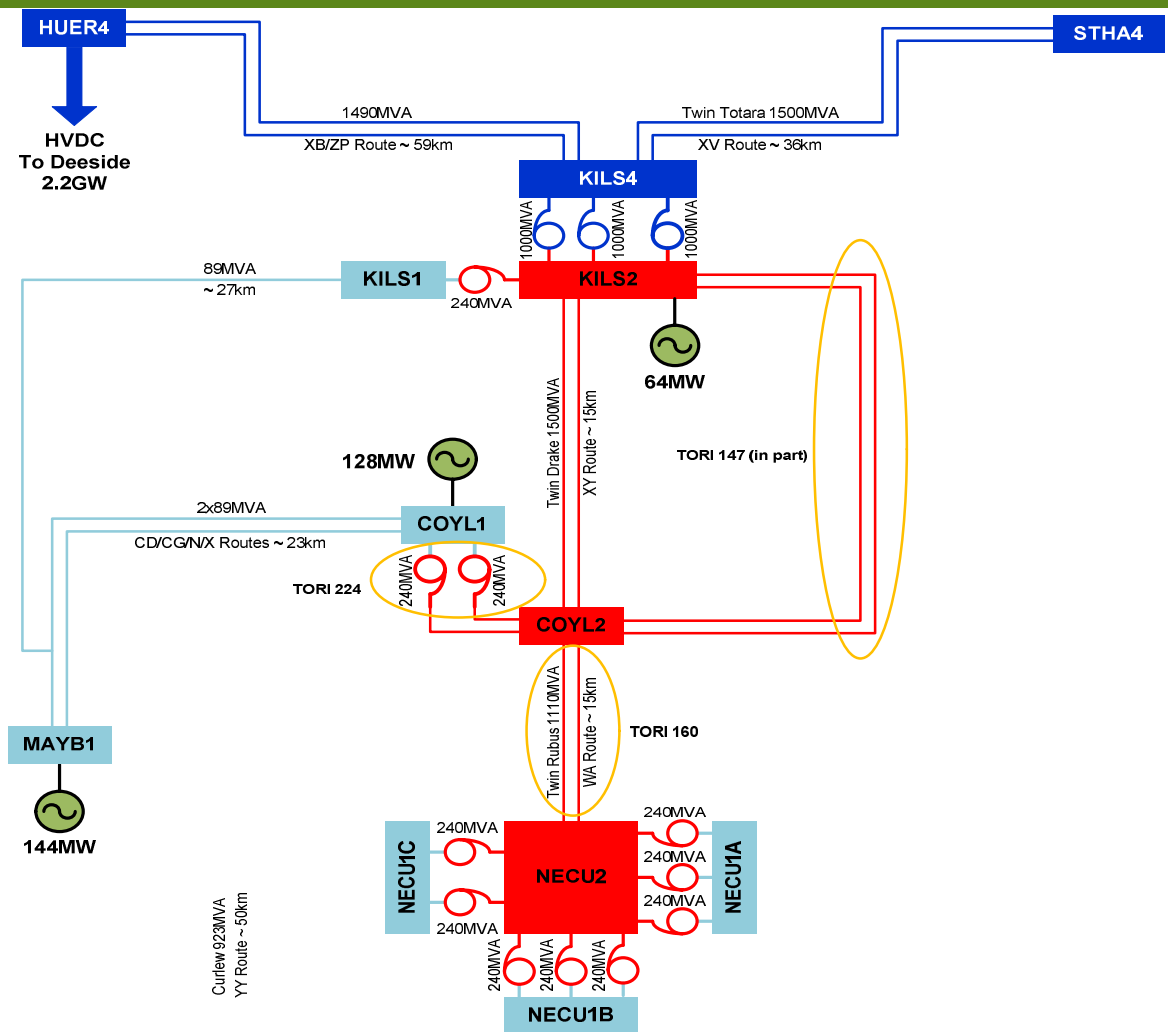 HUER4
STHA4
1490MVA
XB/ZP Route ~ 59km
Twin Totara 1500MVA
XV Route ~ 36km
HVDC
To Deeside
2.2GW
KILS4
1000MVA
1000MVA
1000MVA
89MVA
~ 27km
KILS1
240MVA
KILS2
64MW
Twin Drake 1500MVA
XY Route ~ 15km
TORI 147 (in part)
128MW
2x89MVA
CD/CG/N/X Routes ~ 23km
COYL1
TORI 224
240MVA
240MVA
COYL2
Twin Rubus 1110MVA
WA Route ~ 15km
TORI 160
MAYB1
144MW
NECU1C
240MVA
240MVA
NECU2
240MVA
240MVA
240MVA
NECU1A
240MVA
240MVA
240MVA
NECU1B
Curlew 923MVA
YY Route ~ 50km